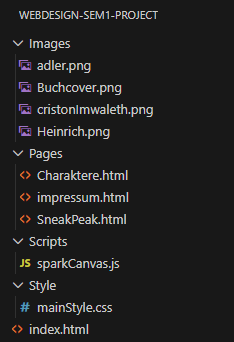 WEBDESIGN-SEM1-PROJECT
Images
adler.png
Buchcover.png
cristonImwaleth.png
Heinrich.png
Pages
Charaktere.html
impressum.html
SneakPeak.html
Scripts
JS sparkCanvas.js
Style
# mainStyle.css
index.html